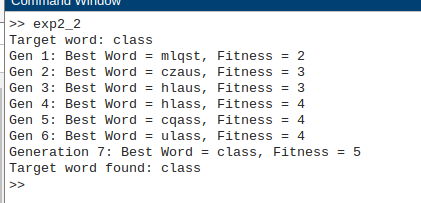 Command Window
>> exp2_2
Target word: class
Gen 1: Best Word = mlqst, Fitness = 2
Gen 2: Best Word = czaus, Fitness = 3
Gen 3: Best Word = hlaus, Fitness = 3
Gen 4: Best Word = hlass, Fitness = 4
Gen 5: Best Word = cqass, Fitness = 4
Gen 6: Best Word = ulass, Fitness = 4
Generation 7: Best Word = class, Fitness = 5
Target word found: class
>>